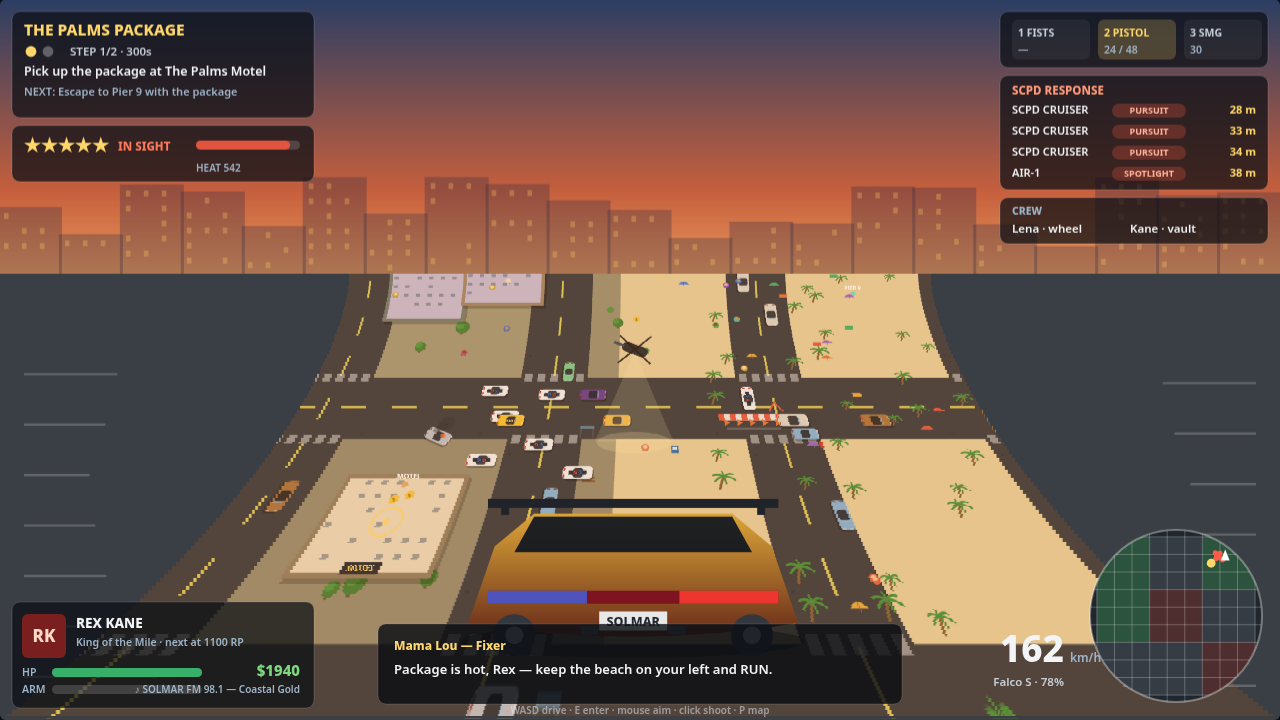 THE PALMS PACKAGE
STEP 1/2 · 300s
Pick up the package at The Palms Motel
NEXT: Escape to Pier 9 with the package
★★★★★ IN SIGHT
HEAT 542
1 FISTS
—
2 PISTOL
24 / 48
3 SMG
30
SCPD RESPONSE
SCPD CRUISER PURSUIT 28 m
SCPD CRUISER PURSUIT 33 m
SCPD CRUISER PURSUIT 34 m
AIR-1 SPOTLIGHT 38 m
CREW
Lena · wheel Kane · vault
PIER 9
MOTEL
MOTEL
SOLMAR
RK
REX KANE
King of the Mile · next at 1100 RP
HP $1940
ARM ♪ SOLMAR FM 98.1 — Coastal Gold
Mama Lou — Fixer
Package is hot, Rex — keep the beach on your left and RUN.
WASD drive · E enter · mouse aim · click shoot · P map
162 km/h
Falco S · 78%